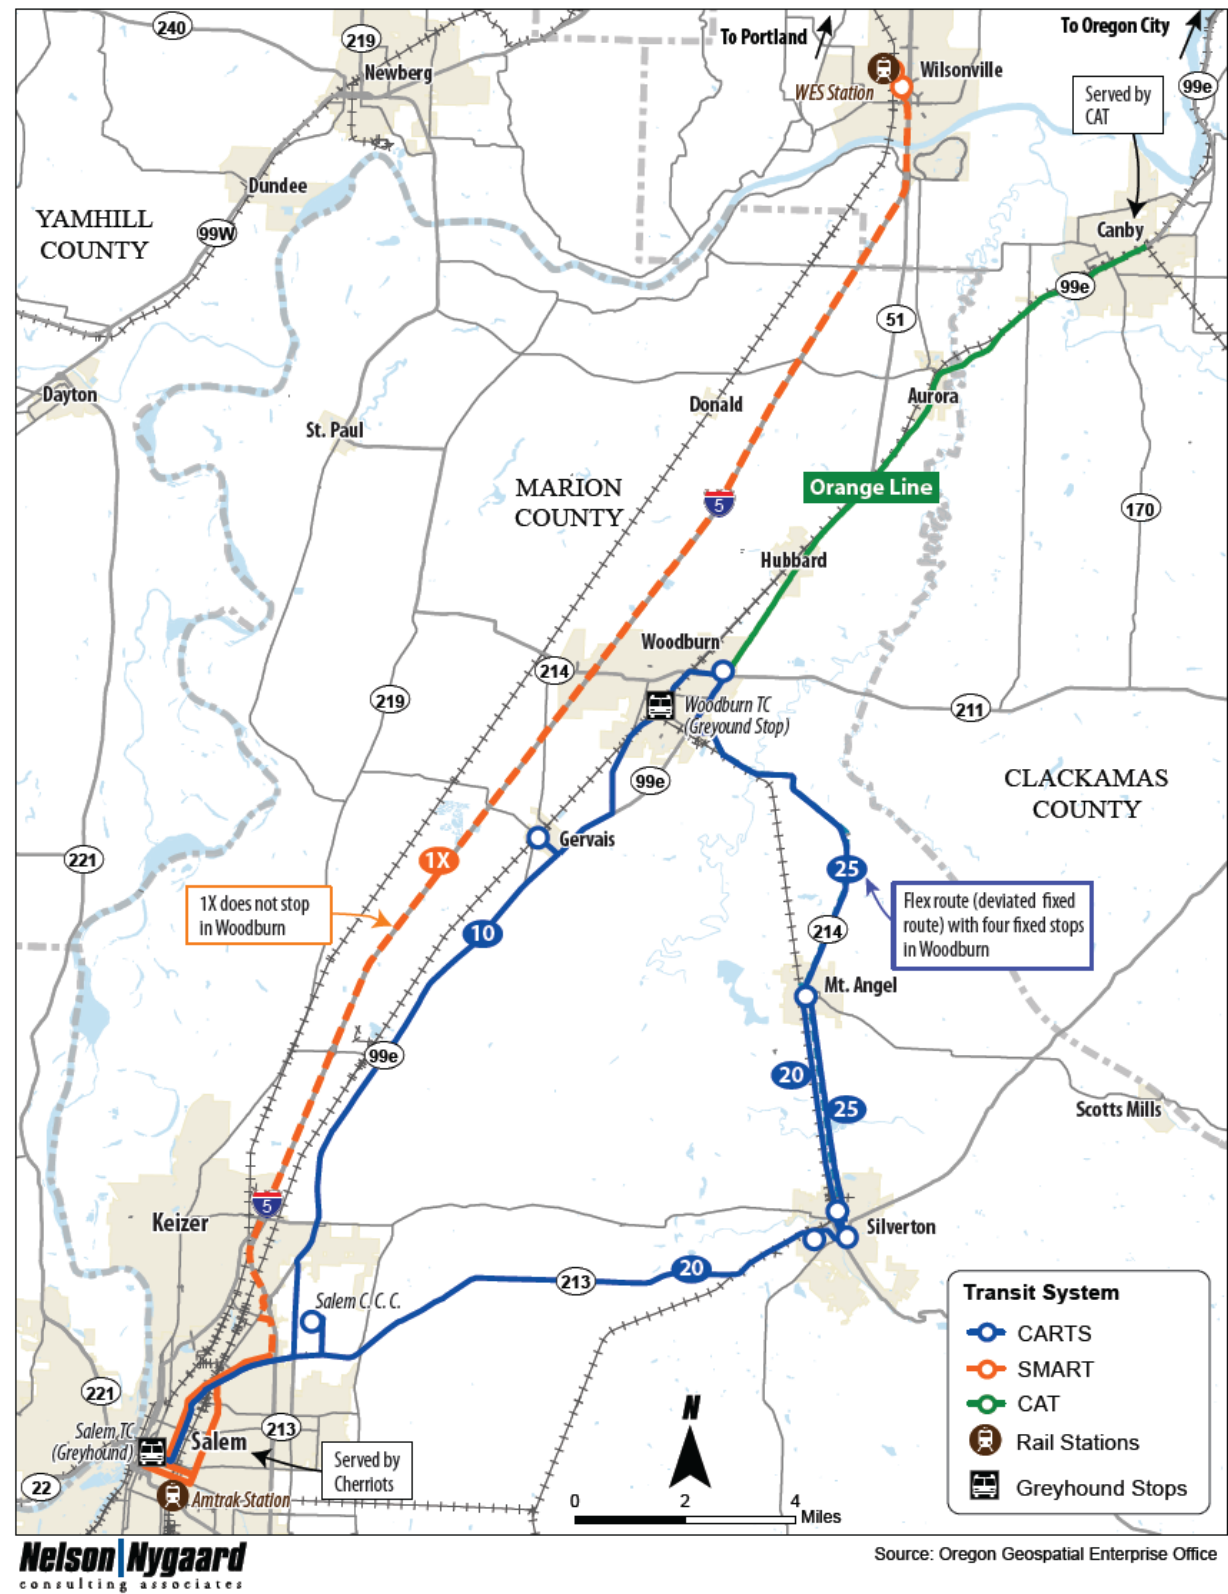 240
219
Newberg
To Portland
To Oregon City
Wilsonville
WES Station
99e
Served by
CAT
Dundee
YAMHILL
COUNTY
99W
Canby
99e
51
Dayton
Donald
Aurora
St. Paul
MARION
COUNTY
Orange Line
5
170
Hubbard
Woodburn
214
219
Woodburn TC
(Greyound Stop)
211
99e
CLACKAMAS
COUNTY
Gervais
221
1X
25
1X does not stop
in Woodburn
Flex route (deviated fixed
route) with four fixed stops
in Woodburn
10
214
Mt. Angel
99e
20
25
Scotts Mills
5
Keizer
Silverton
20
213
Salem C. C. C.
Transit System
CARTS
SMART
CAT
Rail Stations
Greyhound Stops
221
Salem TC
(Greyhound)
213
Salem
N
Served by
Cherriots
22
Amtrak Station
0 2 4
Miles
Nelson|Nygaard
consulting associates
Source: Oregon Geospatial Enterprise Office